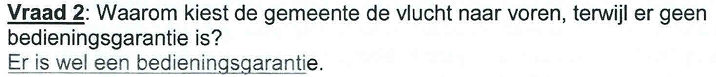 Vraad 2: Waarom kiest de gemeente de vlucht naar voren, terwijl er geen
bedieningsgarantie is?
Er is wel een bedieningsgarantie.